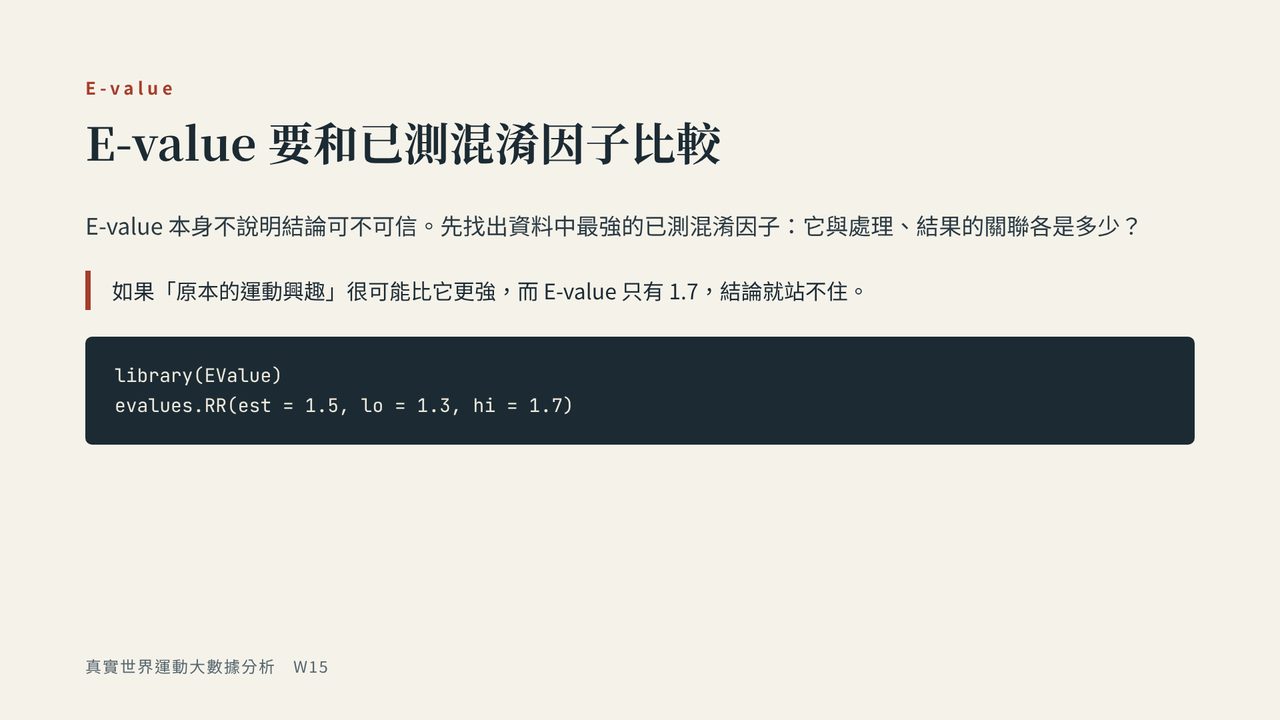 E-value
E-value 要和已測混淆因子比較
E-value 本身不說明結論可不可信。先找出資料中最強的已測混淆因子：它與處理、結果的關聯各是多少？
如果「原本的運動興趣」很可能比它更強，而 E-value 只有 1.7，結論就站不住。
library(EValue)
evalues.RR(est = 1.5, lo = 1.3, hi = 1.7)
真實世界運動大數據分析　W15